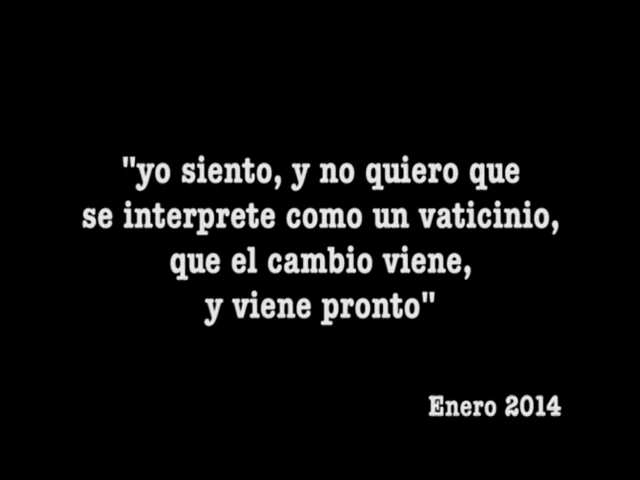 "yo siento, y no quiero que
se interprete como un vaticinio,
que el cambio viene,
y viene pronto"
Enero 2014